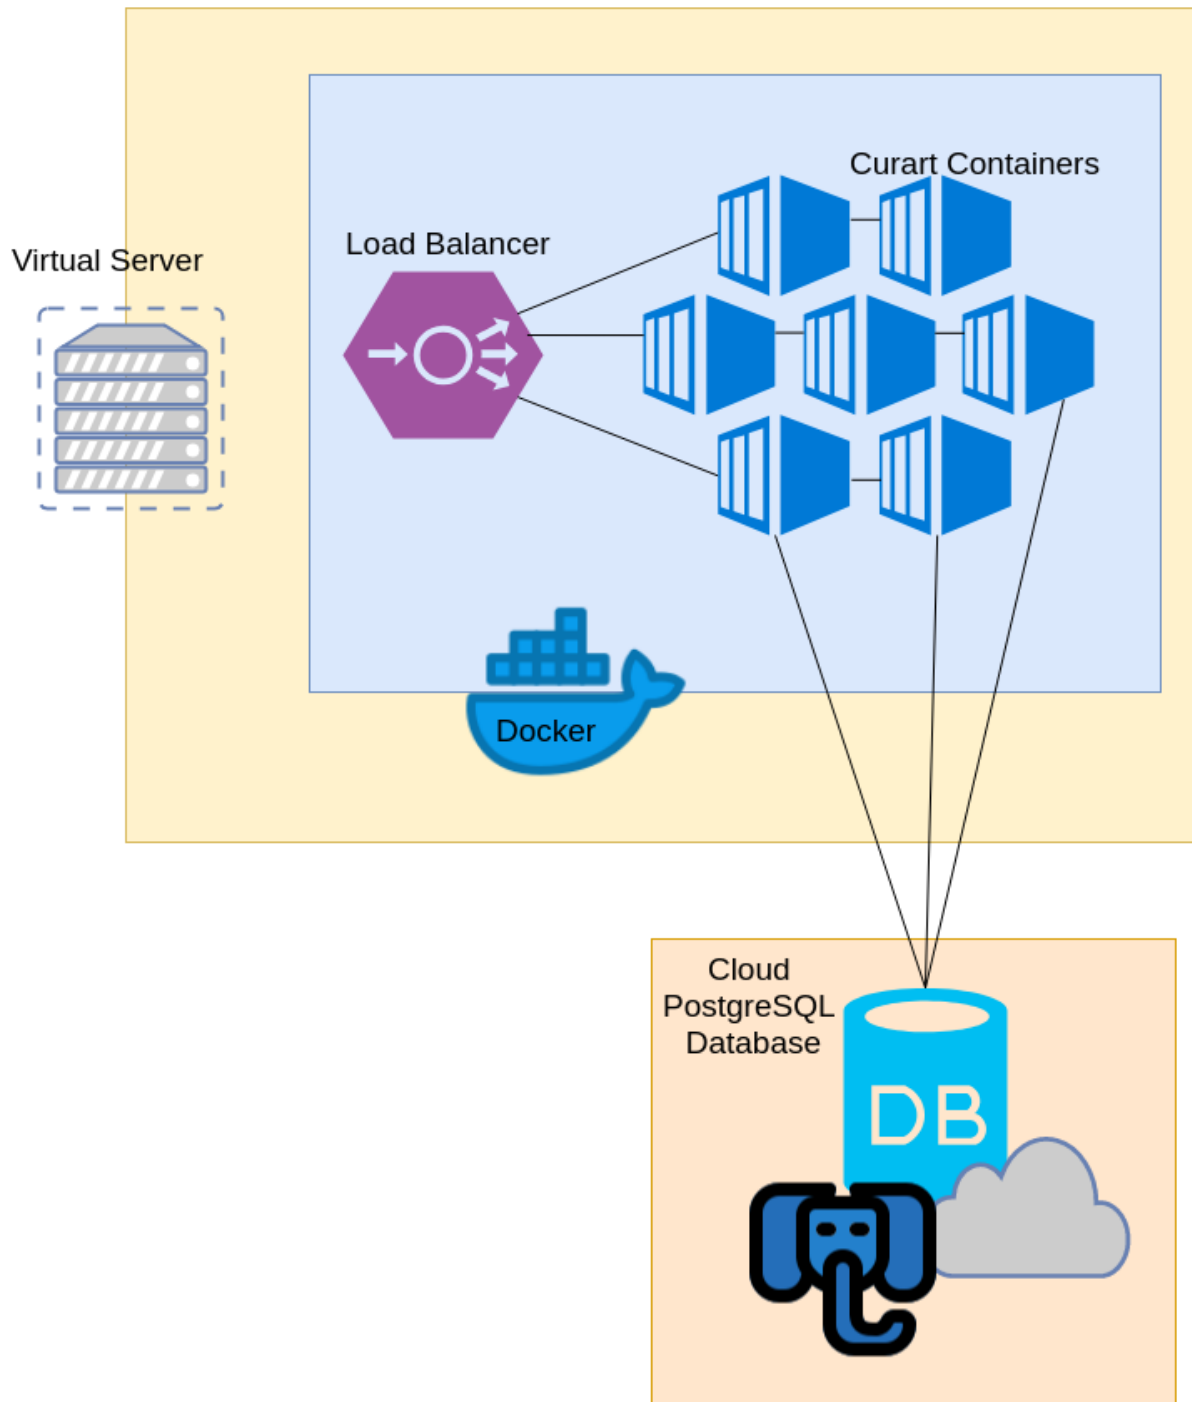 Curart Containers
Load Balancer
Virtual Server
Docker
Cloud
PostgreSQL
Database
DB